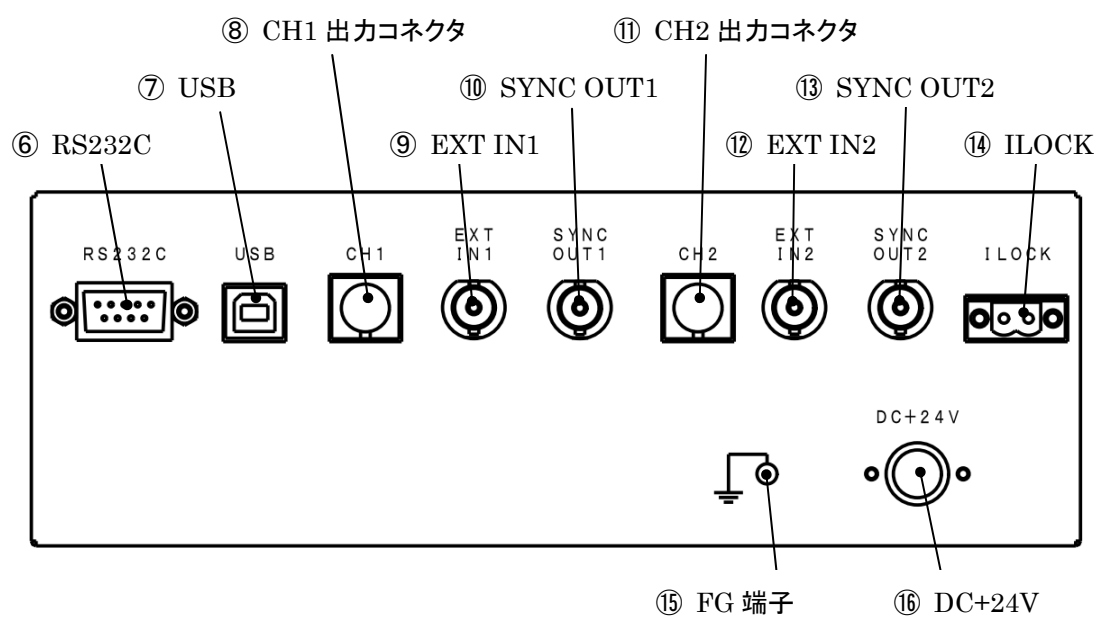 ⑧ CH1 出力コネクタ
⑪ CH2 出力コネクタ
⑦ USB
⑩ SYNC OUT1
⑬ SYNC OUT2
⑥ RS232C
⑨ EXT IN1
⑫ EXT IN2
⑭ ILOCK
RS232C
USB
CH1
EXT
IN1
SYNC
OUT1
CH2
EXT
IN2
SYNC
OUT2
ILOCK
DC+24V
⑮ FG 端子
⑯ DC+24V